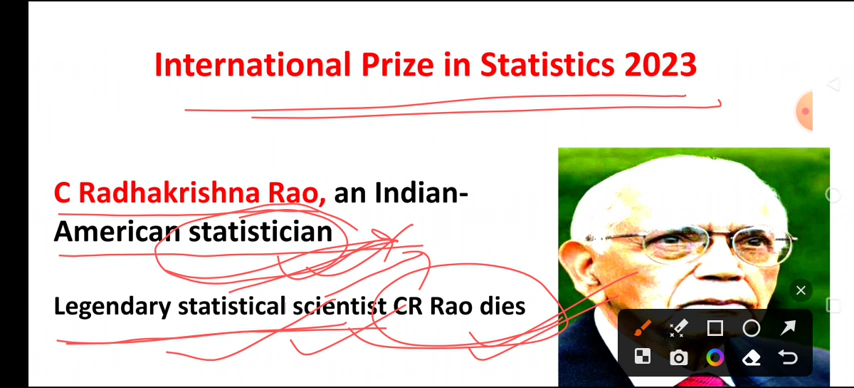 International Prize in Statistics 2023
C Radhakrishna Rao, an Indian-
American statistician
Legendary statistical scientist CR Rao dies